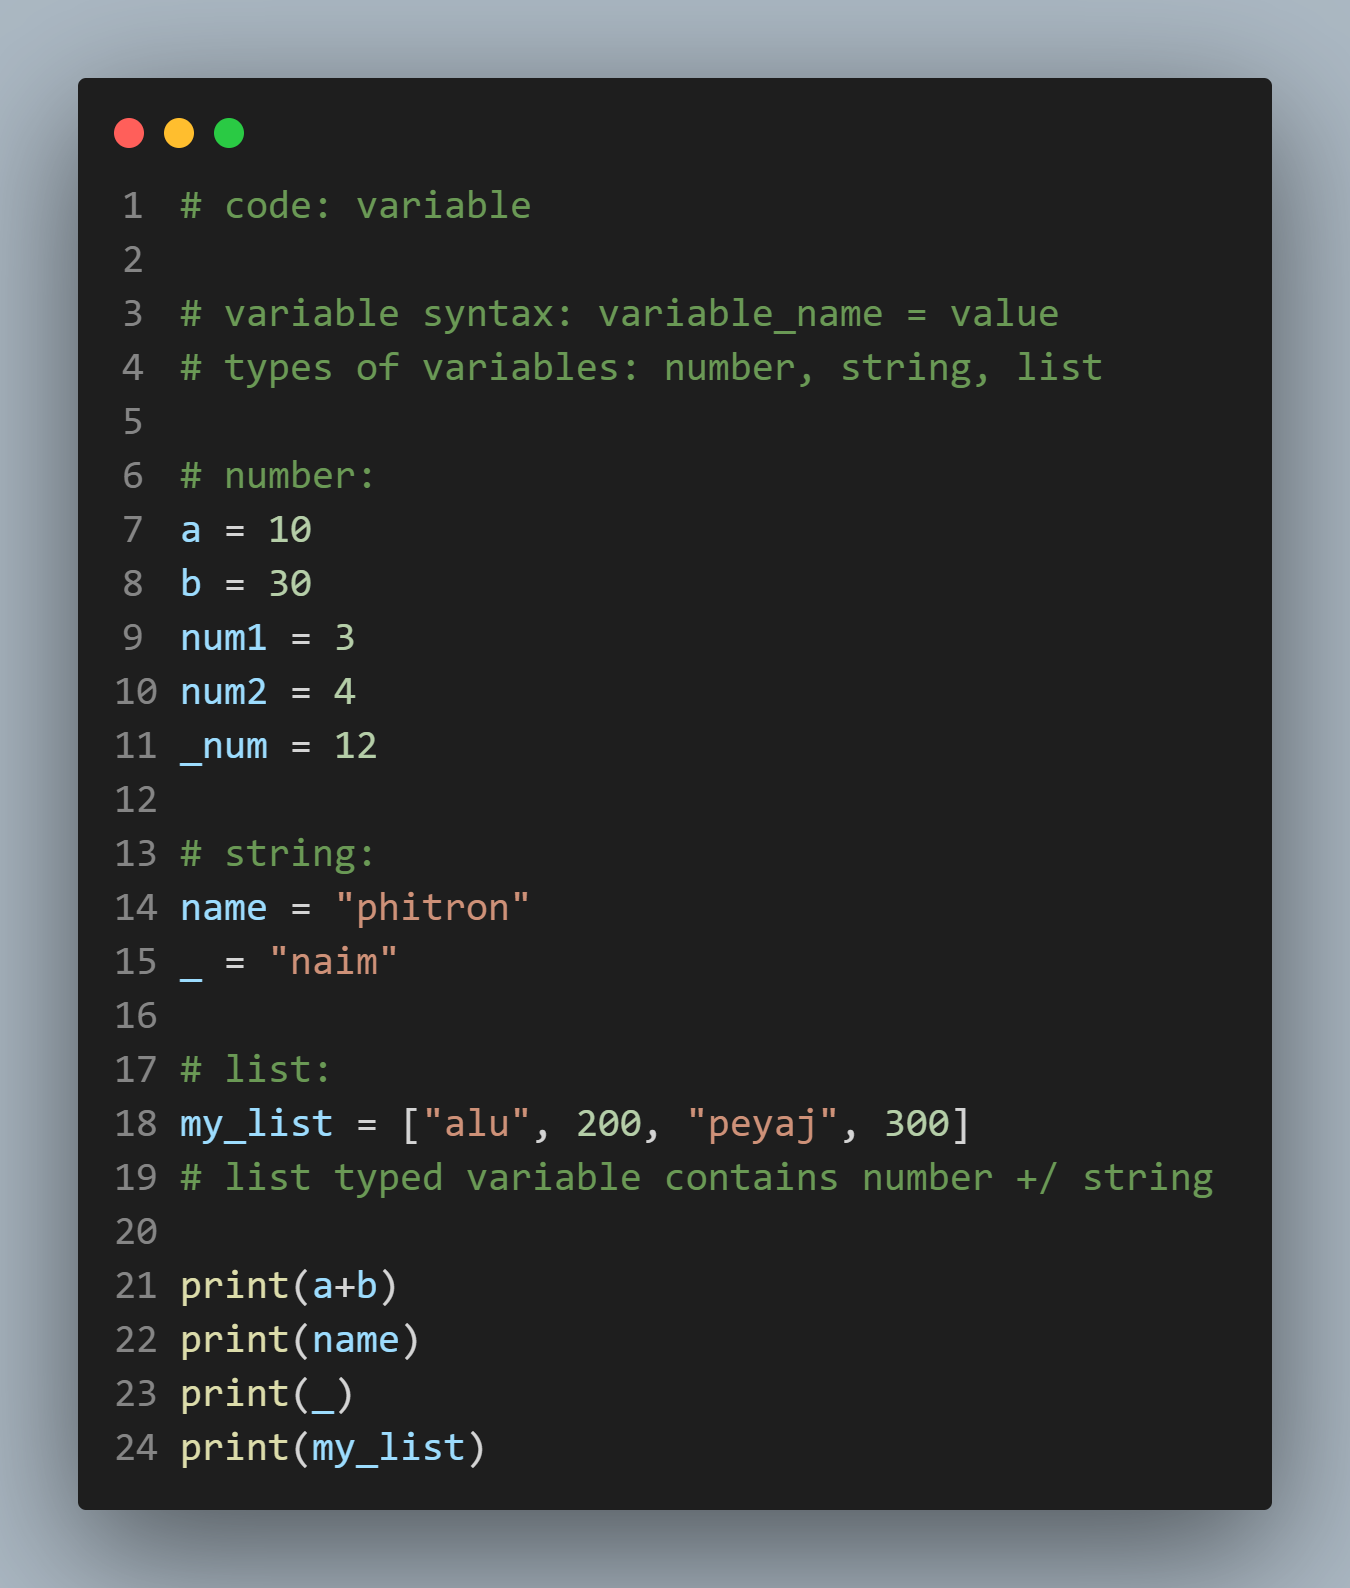 1 # code: variable
2
3 # variable syntax: variable_name = value
4 # types of variables: number, string, list
5
6 # number:
7 a = 10
8 b = 30
9 num1 = 3
10 num2 = 4
11 _num = 12
12
13 # string:
14 name = "phitron"
15 _ = "naim"
16
17 # list:
18 my_list = ["alu", 200, "peyaj", 300]
19 # list typed variable contains number +/ string
20
21 print(a+b)
22 print(name)
23 print(_)
24 print(my_list)